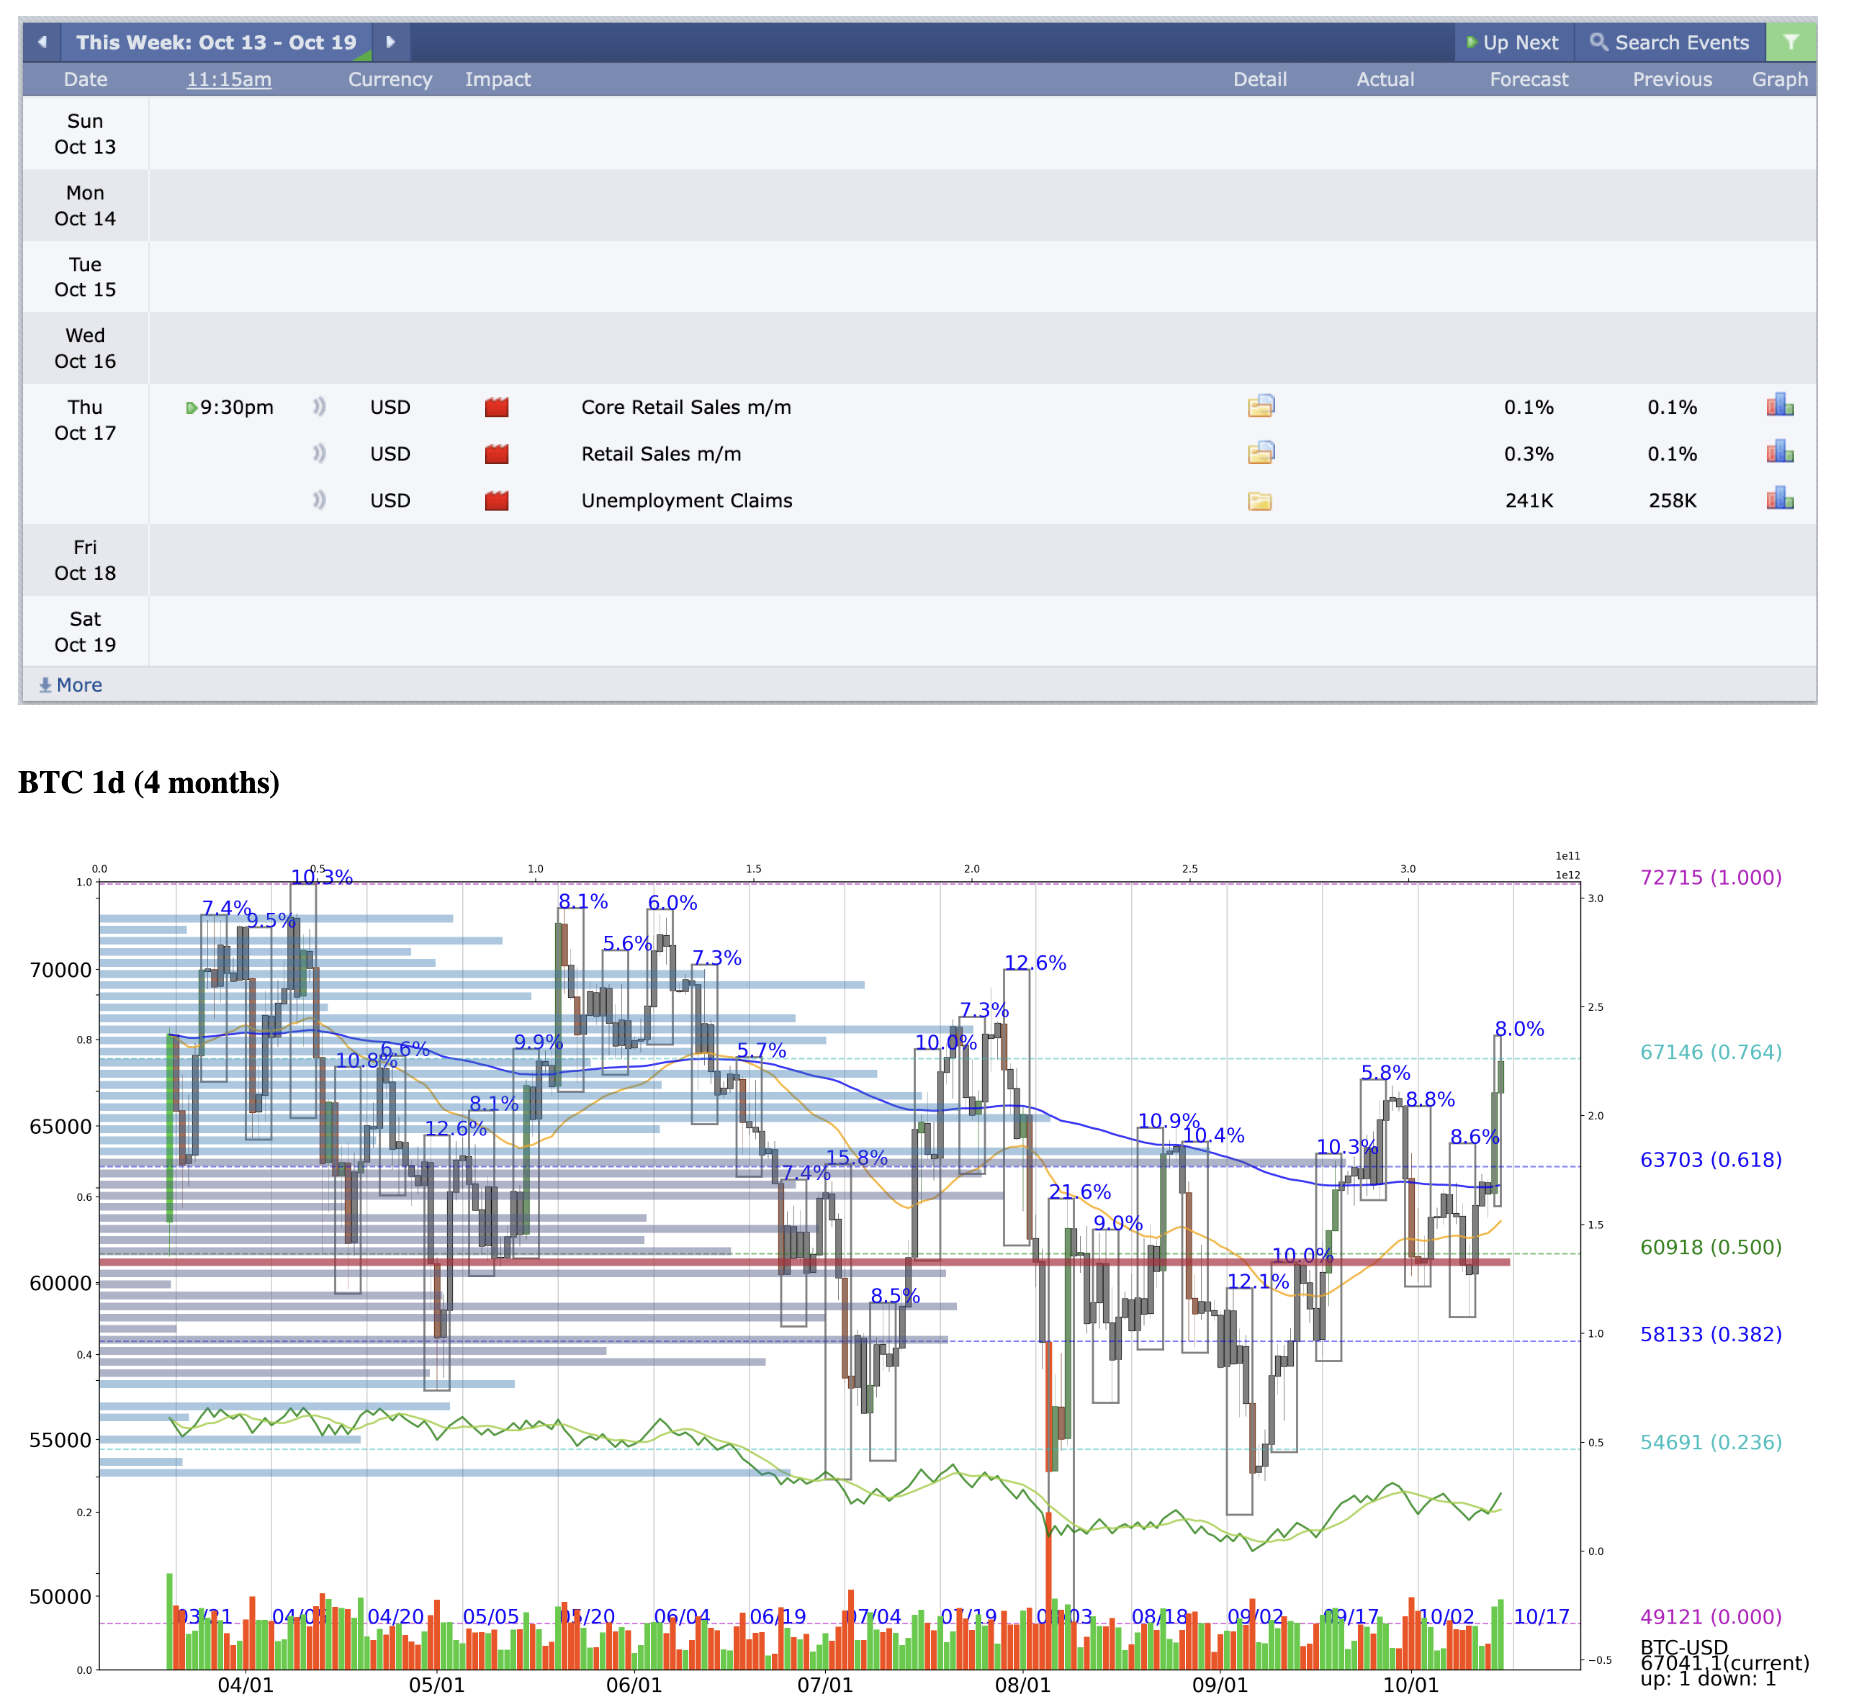 This Week: Oct 13 - Oct 19 Up Next Search Events
Date 11:15am Currency Impact Detail Actual Forecast Previous Graph
Sun
Oct 13
Mon
Oct 14
Tue
Oct 15
Wed
Oct 16
Thu 9:30pm USD Core Retail Sales m/m 0.1% 0.1%
Oct 17
USD Retail Sales m/m 0.3% 0.1%
USD Unemployment Claims 241K 258K
Fri
Oct 18
Sat
Oct 19
More
BTC 1d (4 months)
1e11
0.0 0.5 1.0 1.5 2.0 2.5 3.0
1e12
1.0 0.8 0.6 0.4 0.2 0.0
70000
65000
60000
55000
50000
3.0
2.5
2.0
1.5
1.0
0.5
0.0
−0.5
7.4% 9.5% 10.3% 10.8% 6.6% 12.6% 8.1% 9.9% 8.1% 5.6% 6.0% 7.3% 5.7% 7.4% 15.8% 8.5% 10.0% 7.3% 12.6% 21.6% 9.0% 10.9% 10.4% 12.1% 10.0% 10.3% 5.8% 8.8% 8.6% 8.0%
72715 (1.000)
67146 (0.764)
63703 (0.618)
60918 (0.500)
58133 (0.382)
54691 (0.236)
49121 (0.000)
03/21 04/20 05/05 05/20 06/04 06/19 07/04 07/19 08/03 08/18 09/02 09/17 10/02 10/17
BTC-USD
67041.1(current)
up: 1 down: 1
04/01 05/01 06/01 07/01 08/01 09/01 10/01